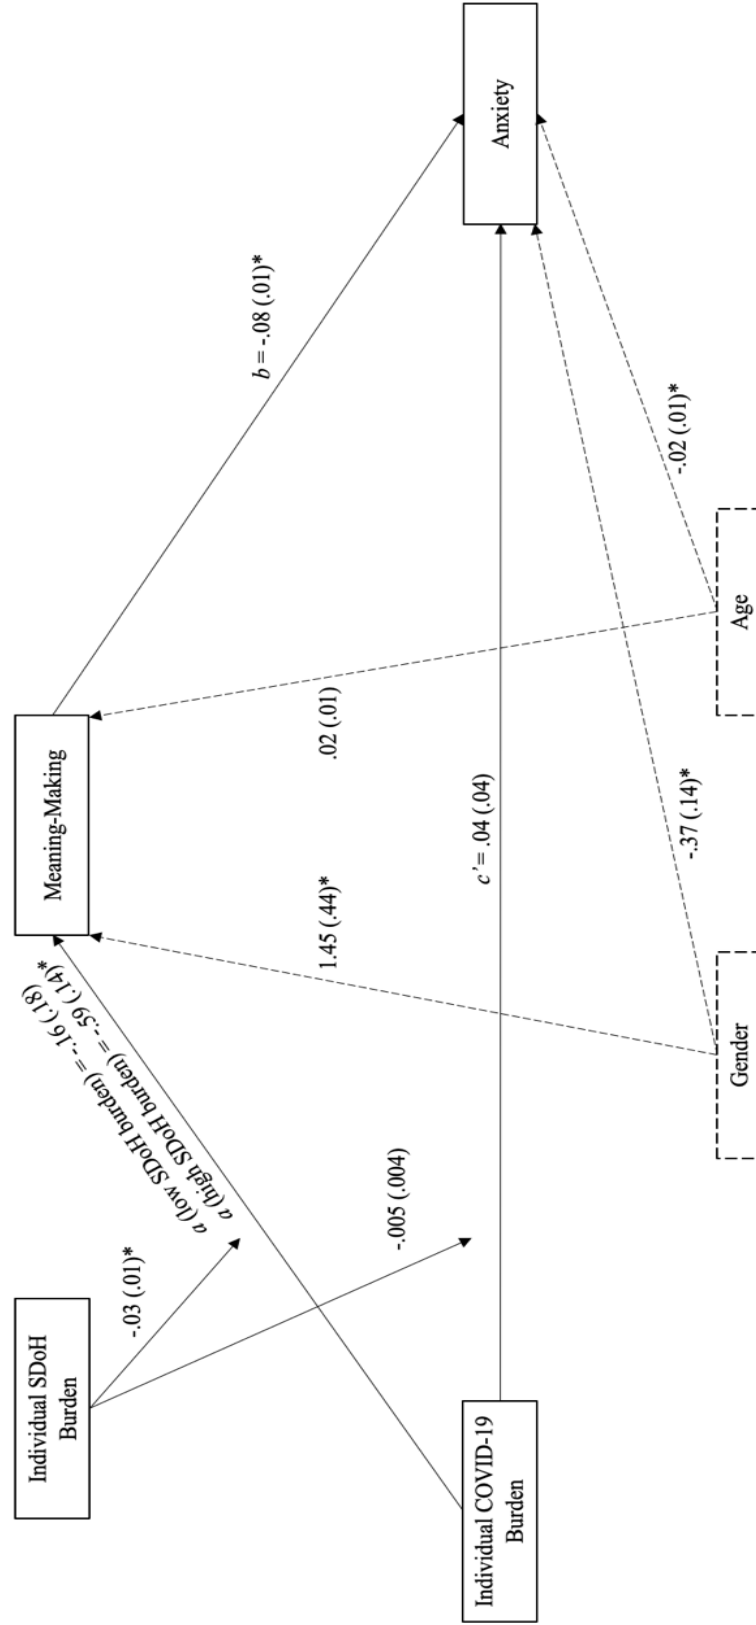 Individual SDoH
Burden
-.03 (.01)*
-.005 (.004)
a (low SDoH burden) = -.16 (.18)
a (high SDoH burden) = -.59 (.14)*
Meaning-Making
b = -.08 (.01)*
1.45 (.44)*
.02 (.01)
Individual COVID-19
Burden
c’= .04 (.04)
Anxiety
-.37 (.14)*
-.02 (.01)*
Gender
Age